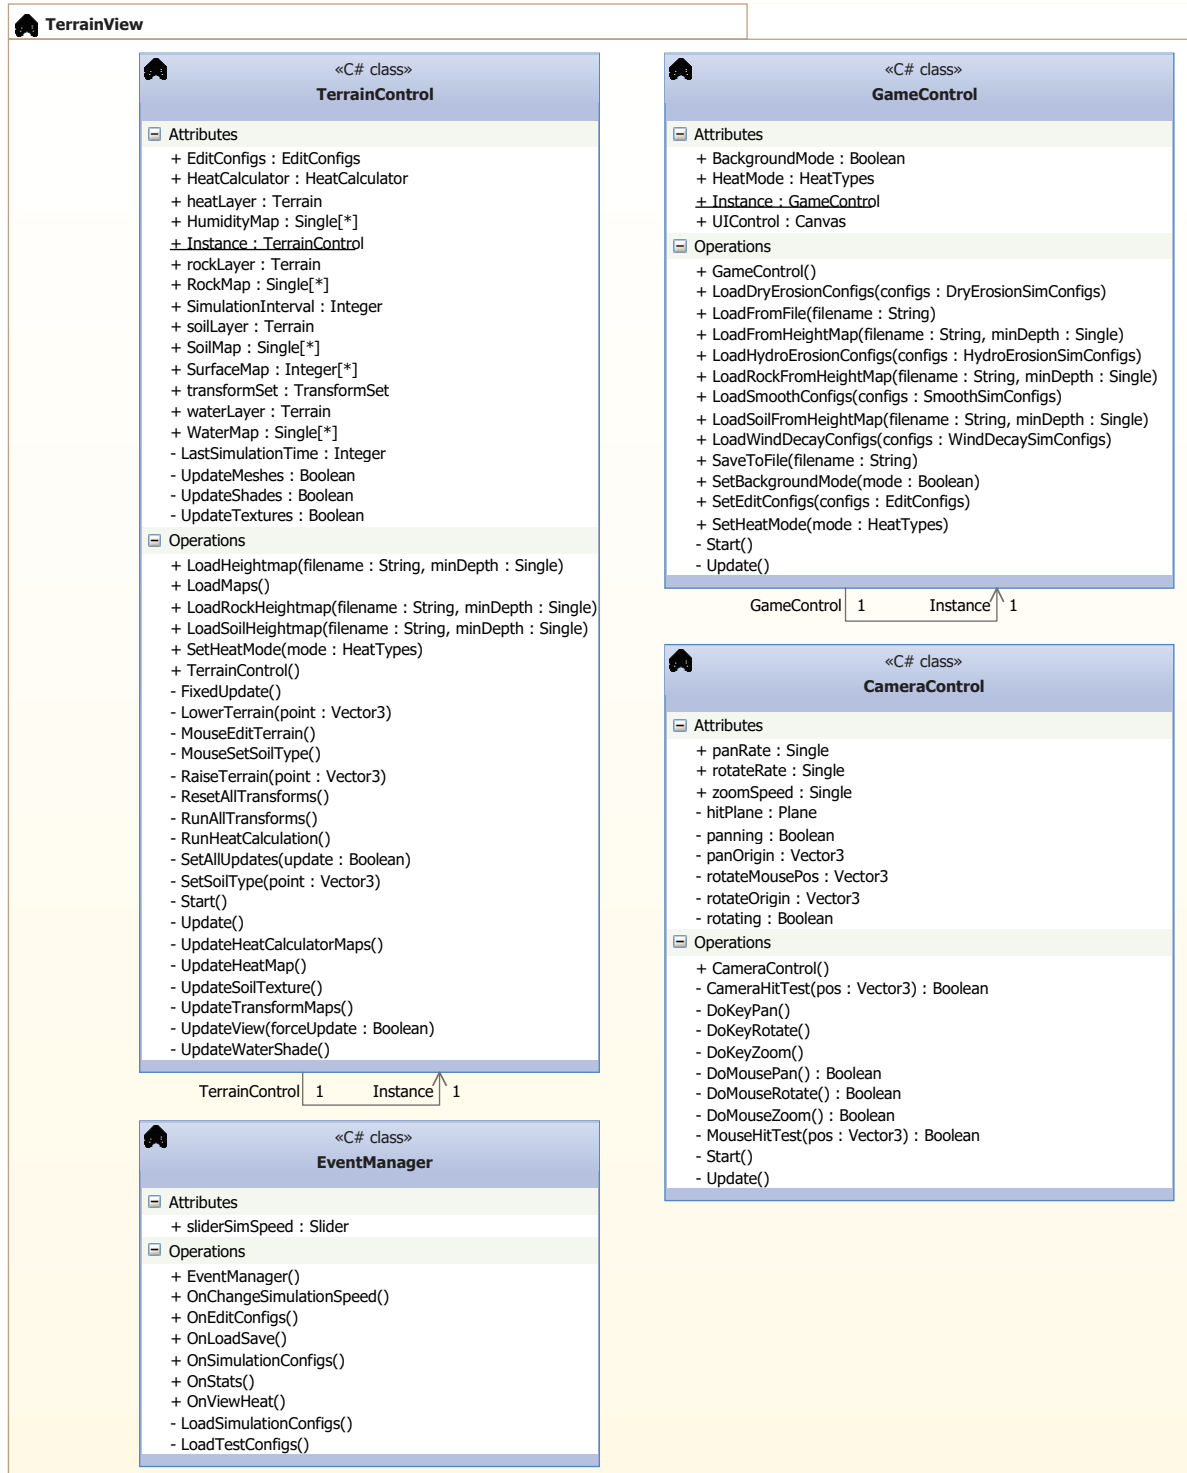 TerrainView
«C# class»
TerrainControl
Attributes
+ EditConfigs : EditConfigs
+ HeatCalculator : HeatCalculator
+ heatLayer : Terrain
+ HumidityMap : Single[*]
+ Instance : TerrainControl
+ rockLayer : Terrain
+ RockMap : Single[*]
+ SimulationInterval : Integer
+ soilLayer : Terrain
+ SoilMap : Single[*]
+ SurfaceMap : Integer[*]
+ transformSet : TransformSet
+ waterLayer : Terrain
+ WaterMap : Single[*]
- LastSimulationTime : Integer
- UpdateMeshes : Boolean
- UpdateShades : Boolean
- UpdateTextures : Boolean
Operations
+ LoadHeightmap(filename : String, minDepth : Single)
+ LoadMaps()
+ LoadRockHeightmap(filename : String, minDepth : Single)
+ LoadSoilHeightmap(filename : String, minDepth : Single)
+ SetHeatMode(mode : HeatTypes)
+ TerrainControl()
- FixedUpdate()
- LowerTerrain(point : Vector3)
- MouseEditTerrain()
- MouseSetSoilType()
- RaiseTerrain(point : Vector3)
- ResetAllTransforms()
- RunAllTransforms()
- RunHeatCalculation()
- SetAllUpdates(update : Boolean)
- SetSoilType(point : Vector3)
- Start()
- Update()
- UpdateHeatCalculatorMaps()
- UpdateHeatMap()
- UpdateSoilTexture()
- UpdateTransformMaps()
- UpdateView(forceUpdate : Boolean)
- UpdateWaterShade()
TerrainControl 1 Instance 1
«C# class»
EventManager
Attributes
+ sliderSimSpeed : Slider
Operations
+ EventManager()
+ OnChangeSimulationSpeed()
+ OnEditConfigs()
+ OnLoadSave()
+ OnSimulationConfigs()
+ OnStats()
+ OnViewHeat()
- LoadSimulationConfigs()
- LoadTestConfigs()
«C# class»
GameControl
Attributes
+ BackgroundMode : Boolean
+ HeatMode : HeatTypes
+ Instance : GameControl
+ UIControl : Canvas
Operations
+ GameControl()
+ LoadDryErosionConfigs(configs : DryErosionSimConfigs)
+ LoadFromFile(filename : String)
+ LoadFromHeightMap(filename : String, minDepth : Single)
+ LoadHydroErosionConfigs(configs : HydroErosionSimConfigs)
+ LoadRockFromHeightMap(filename : String, minDepth : Single)
+ LoadSmoothConfigs(configs : SmoothSimConfigs)
+ LoadSoilFromHeightMap(filename : String, minDepth : Single)
+ LoadWindDecayConfigs(configs : WindDecaySimConfigs)
+ SaveToFile(filename : String)
+ SetBackgroundMode(mode : Boolean)
+ SetEditConfigs(configs : EditConfigs)
+ SetHeatMode(mode : HeatTypes)
- Start()
- Update()
GameControl 1 Instance 1
«C# class»
CameraControl
Attributes
+ panRate : Single
+ rotateRate : Single
+ zoomSpeed : Single
- hitPlane : Plane
- panning : Boolean
- panOrigin : Vector3
- rotateMousePos : Vector3
- rotateOrigin : Vector3
- rotating : Boolean
Operations
+ CameraControl()
- CameraHitTest(pos : Vector3) : Boolean
- DoKeyPan()
- DoKeyRotate()
- DoKeyZoom()
- DoMousePan() : Boolean
- DoMouseRotate() : Boolean
- DoMouseZoom() : Boolean
- MouseHitTest(pos : Vector3) : Boolean
- Start()
- Update()